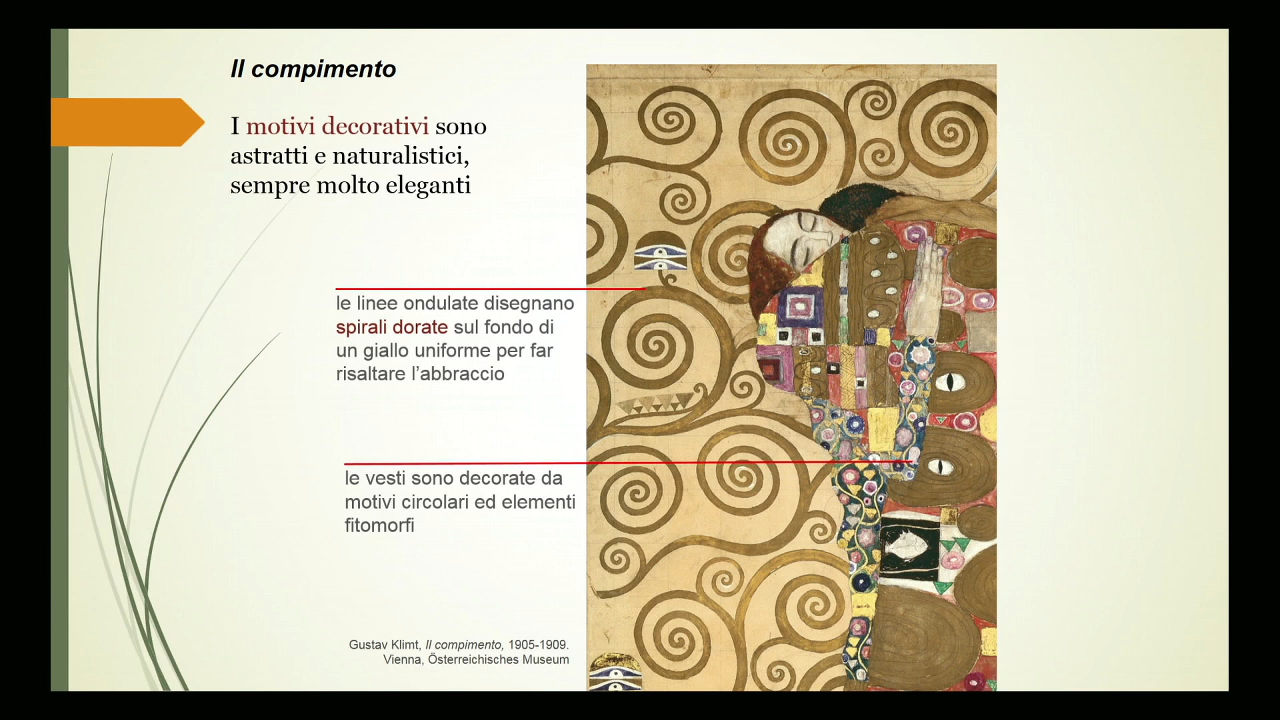 Il compimento
I motivi decorativi sono
astratti e naturalistici,
sempre molto eleganti
le linee ondulate disegnano
spirali dorate sul fondo di
un giallo uniforme per far
risaltare l’abbraccio
le vesti sono decorate da
motivi circolari ed elementi
fitomorfi
Gustav Klimt, Il compimento, 1905-1909.
Vienna, Österreichisches Museum